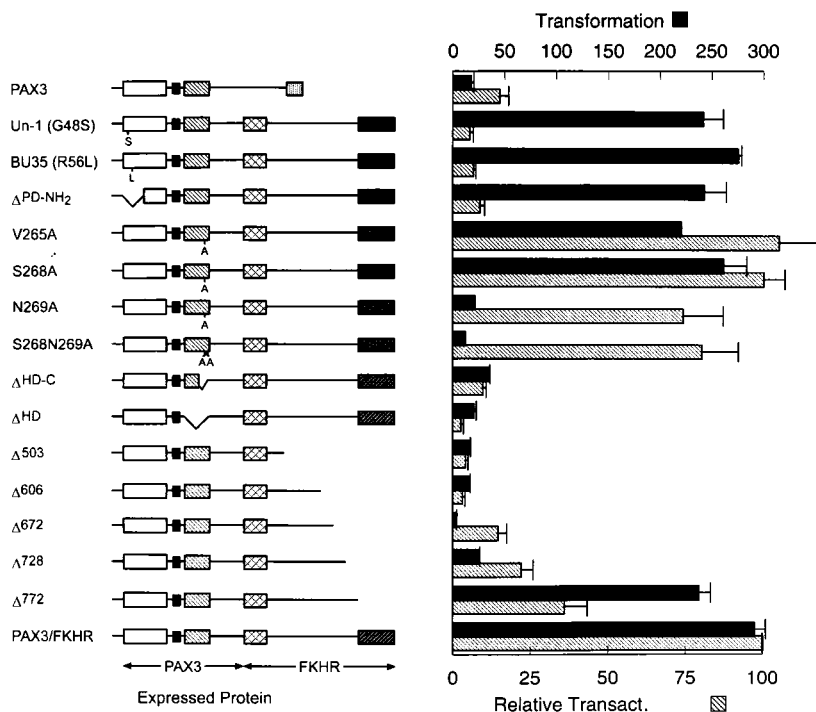 Transformation ■
0 50 100 150 200 250 300
PAX3
Un-1 (G48S)
S
BU35 (R56L)
L
ΔPD-NH2
V265A
A
S268A
A
N269A
A
S268N269A
AA
ΔHD-C
ΔHD
Δ503
Δ606
Δ672
Δ728
Δ772
PAX3/FKHR
PAX3 FKHR
Expressed Protein
0 25 50 75 100
Relative Transact.